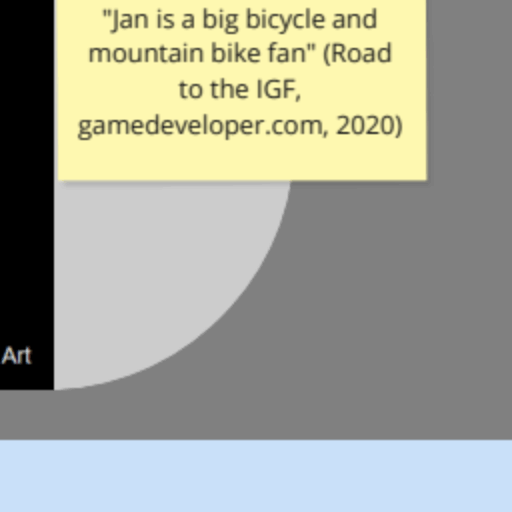 "Jan is a big bicycle and
mountain bike fan" (Road
to the IGF,
gamedeveloper.com, 2020)
Art